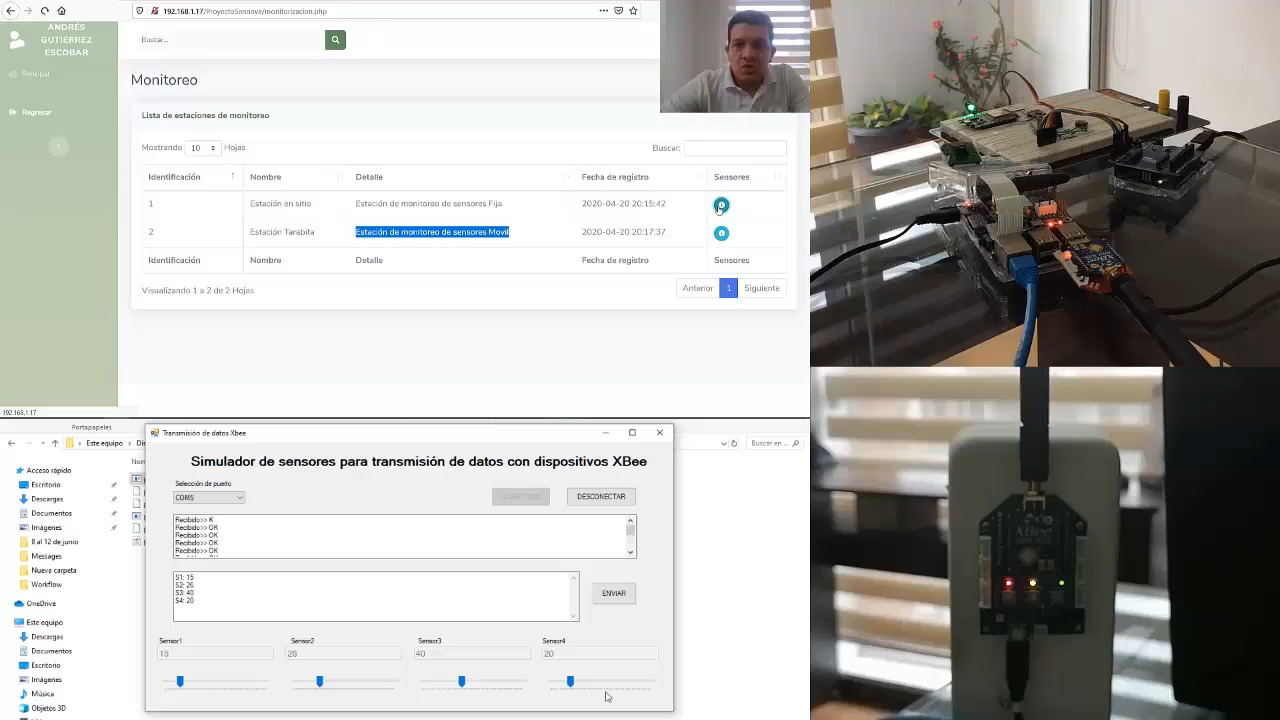 192.168.1.17/ProyectoSennova/monitorizacion.php
ANDRÉS
GUTIÉRREZ
ESCOBAR
Principal
Regresar
Buscar...
Monitoreo
Lista de estaciones de monitoreo
Mostrando 10 Hojas
Buscar:
Identificación Nombre Detalle Fecha de registro Sensores
1 Estación en sitio Estación de monitoreo de sensores Fija 2020-04-20 20:15:42
2 Estación Tarabita Estación de monitoreo de sensores Movil 2020-04-20 20:17:37
Identificación Nombre Detalle Fecha de registro Sensores
Visualizando 1 a 2 de 2 Hojas
Anterior 1 Siguiente
192.168.1.17
Portapapeles
Este equipo
Buscar en ...
Acceso rápido
Escritorio
Descargas
Documentos
Imágenes
8 al 12 de junio
Messages
Nueva carpeta
Workflow
OneDrive
Este equipo
Descargas
Documentos
Escritorio
Imágenes
Música
Objetos 3D
Transmisión de datos Xbee
Simulador de sensores para transmisión de datos con dispositivos XBee
Selección de puerto
COM5
DESCONECTAR
Recibido>> K
Recibido>> OK
Recibido>> OK
Recibido>> OK
Recibido>> OK
S1: 15
S2: 26
S3: 40
S4: 20
ENVIAR
Sensor1 Sensor2 Sensor3 Sensor4
15 26 40 20
XBee